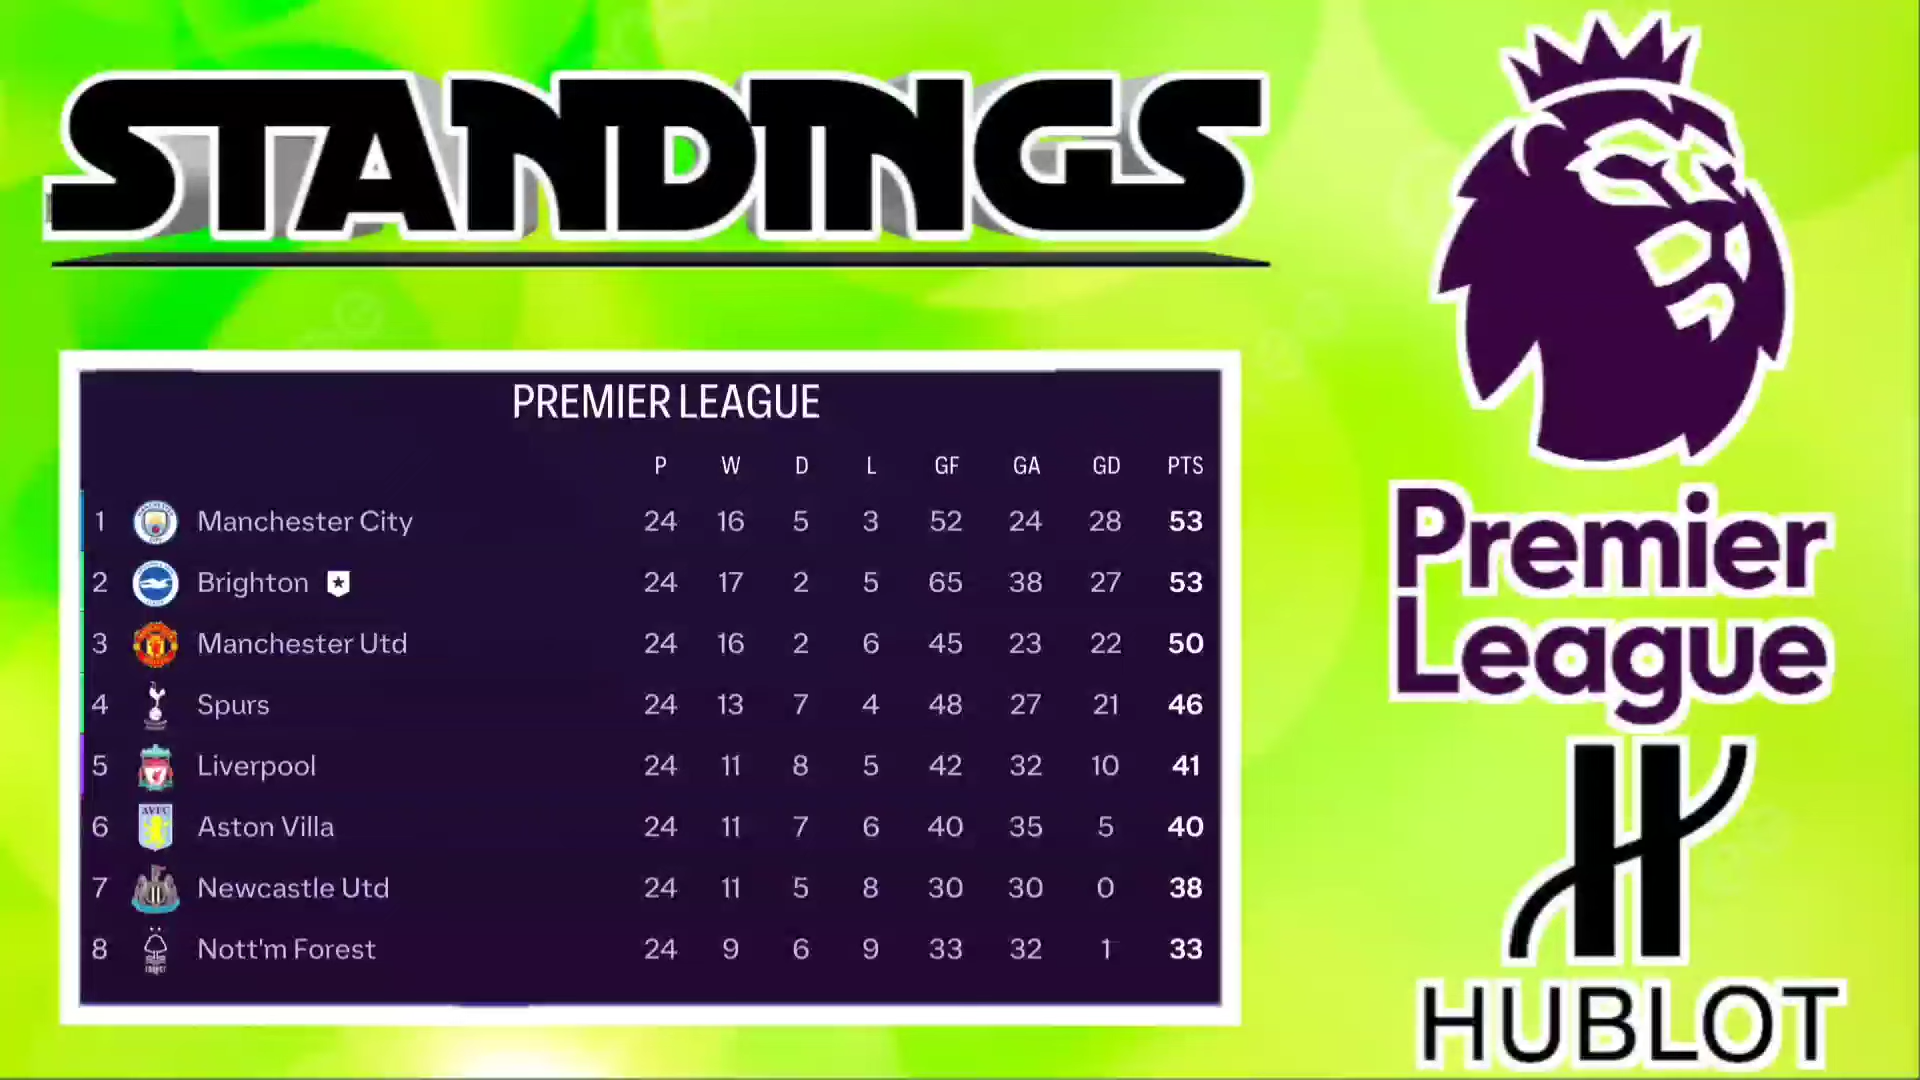 STANDINGS
PREMIER LEAGUE
P W D L GF GA GD PTS
1 Manchester City 24 16 5 3 52 24 28 53
2 Brighton 24 17 2 5 65 38 27 53
3 Manchester Utd 24 16 2 6 45 23 22 50
4 Spurs 24 13 7 4 48 27 21 46
5 Liverpool 24 11 8 5 42 32 10 41
6 Aston Villa 24 11 7 6 40 35 5 40
7 Newcastle Utd 24 11 5 8 30 30 0 38
8 Nott'm Forest 24 9 6 9 33 32 1 33
Premier
League
HUBLOT